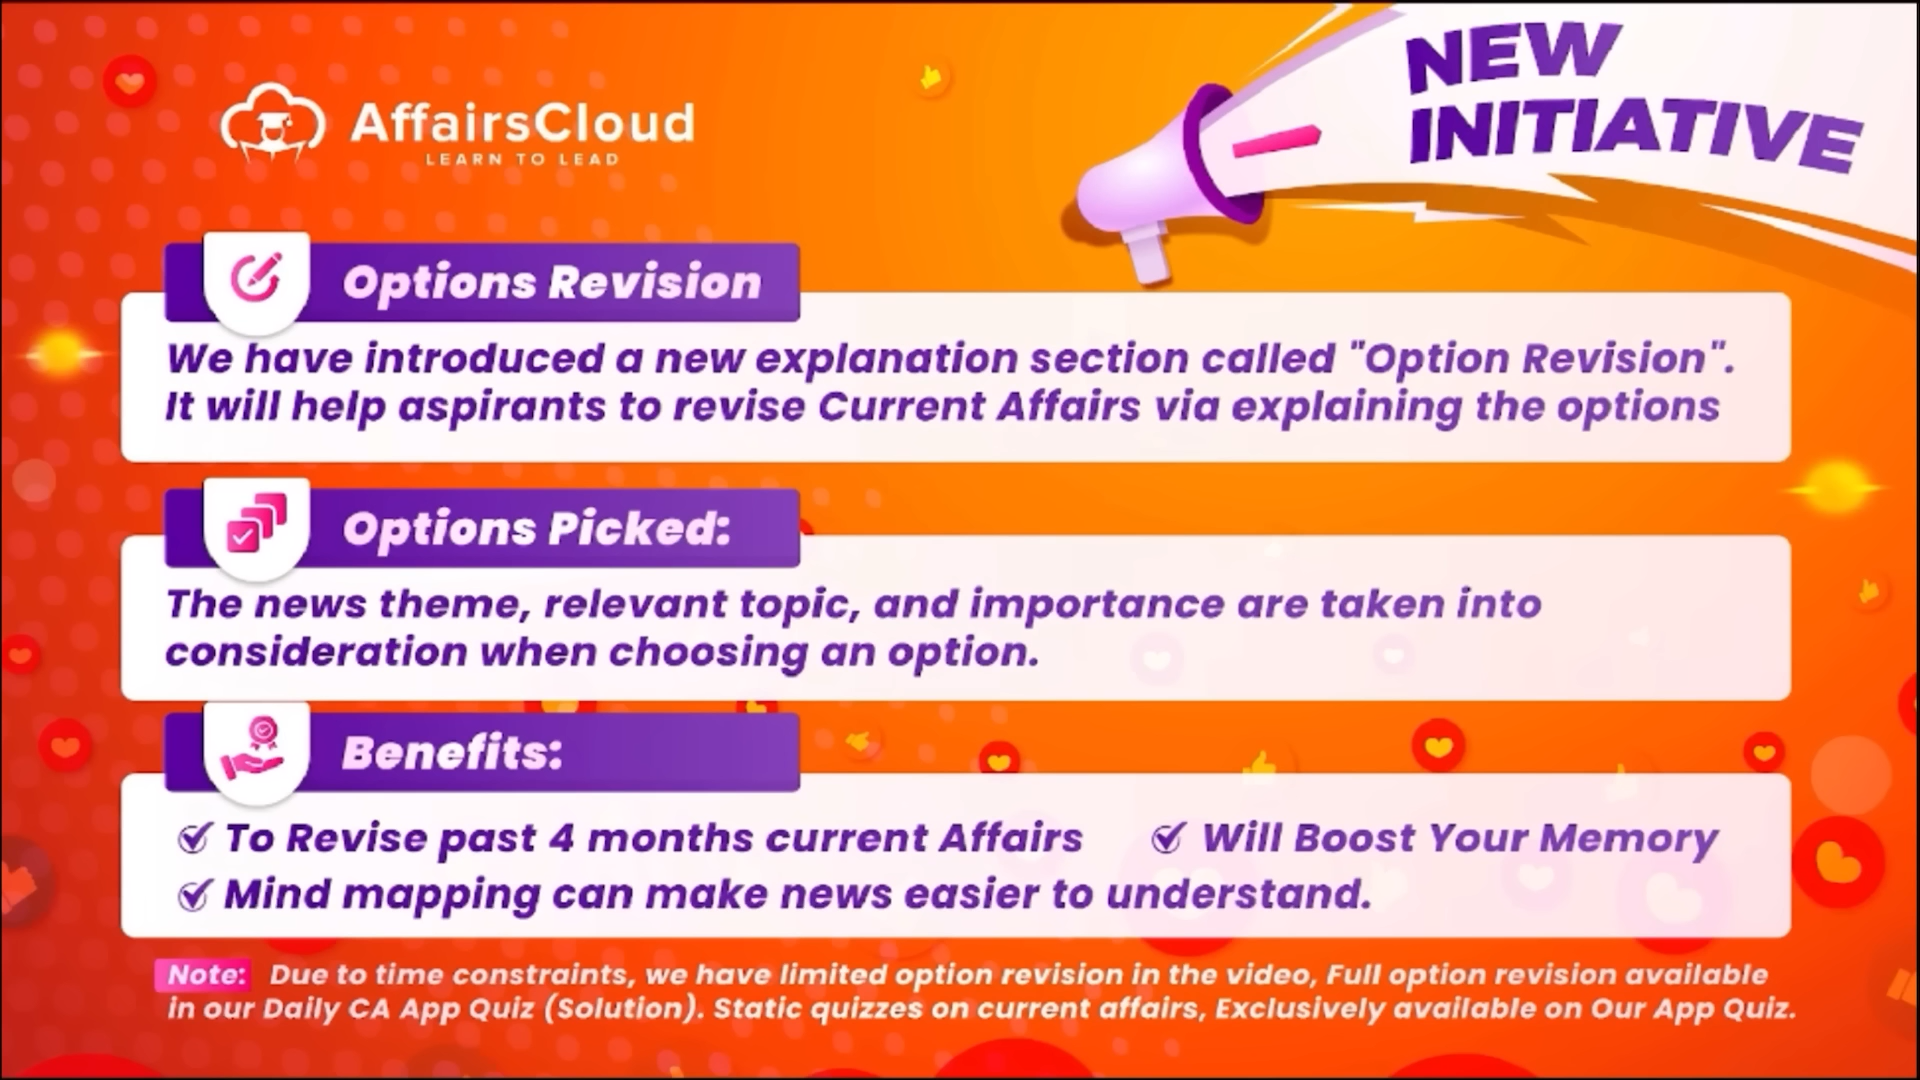 AffairsCloud
LEARN TO LEAD
NEW
INITIATIVE
Options Revision
We have introduced a new explanation section called "Option Revision".
It will help aspirants to revise Current Affairs via explaining the options
Options Picked:
The news theme, relevant topic, and importance are taken into
consideration when choosing an option.
Benefits:
To Revise past 4 months current Affairs
Will Boost Your Memory
Mind mapping can make news easier to understand.
Note: Due to time constraints, we have limited option revision in the video, Full option revision available
in our Daily CA App Quiz (Solution). Static quizzes on current affairs, Exclusively available on Our App Quiz.